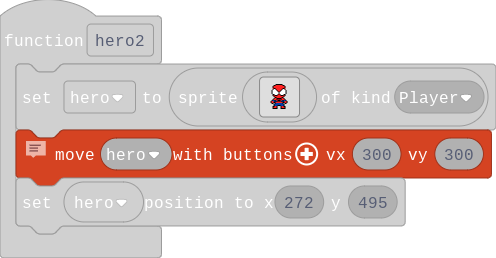 function hero2
set hero to sprite of kind Player
move hero with buttons vx 300 vy 300
set hero position to x 272 y 495